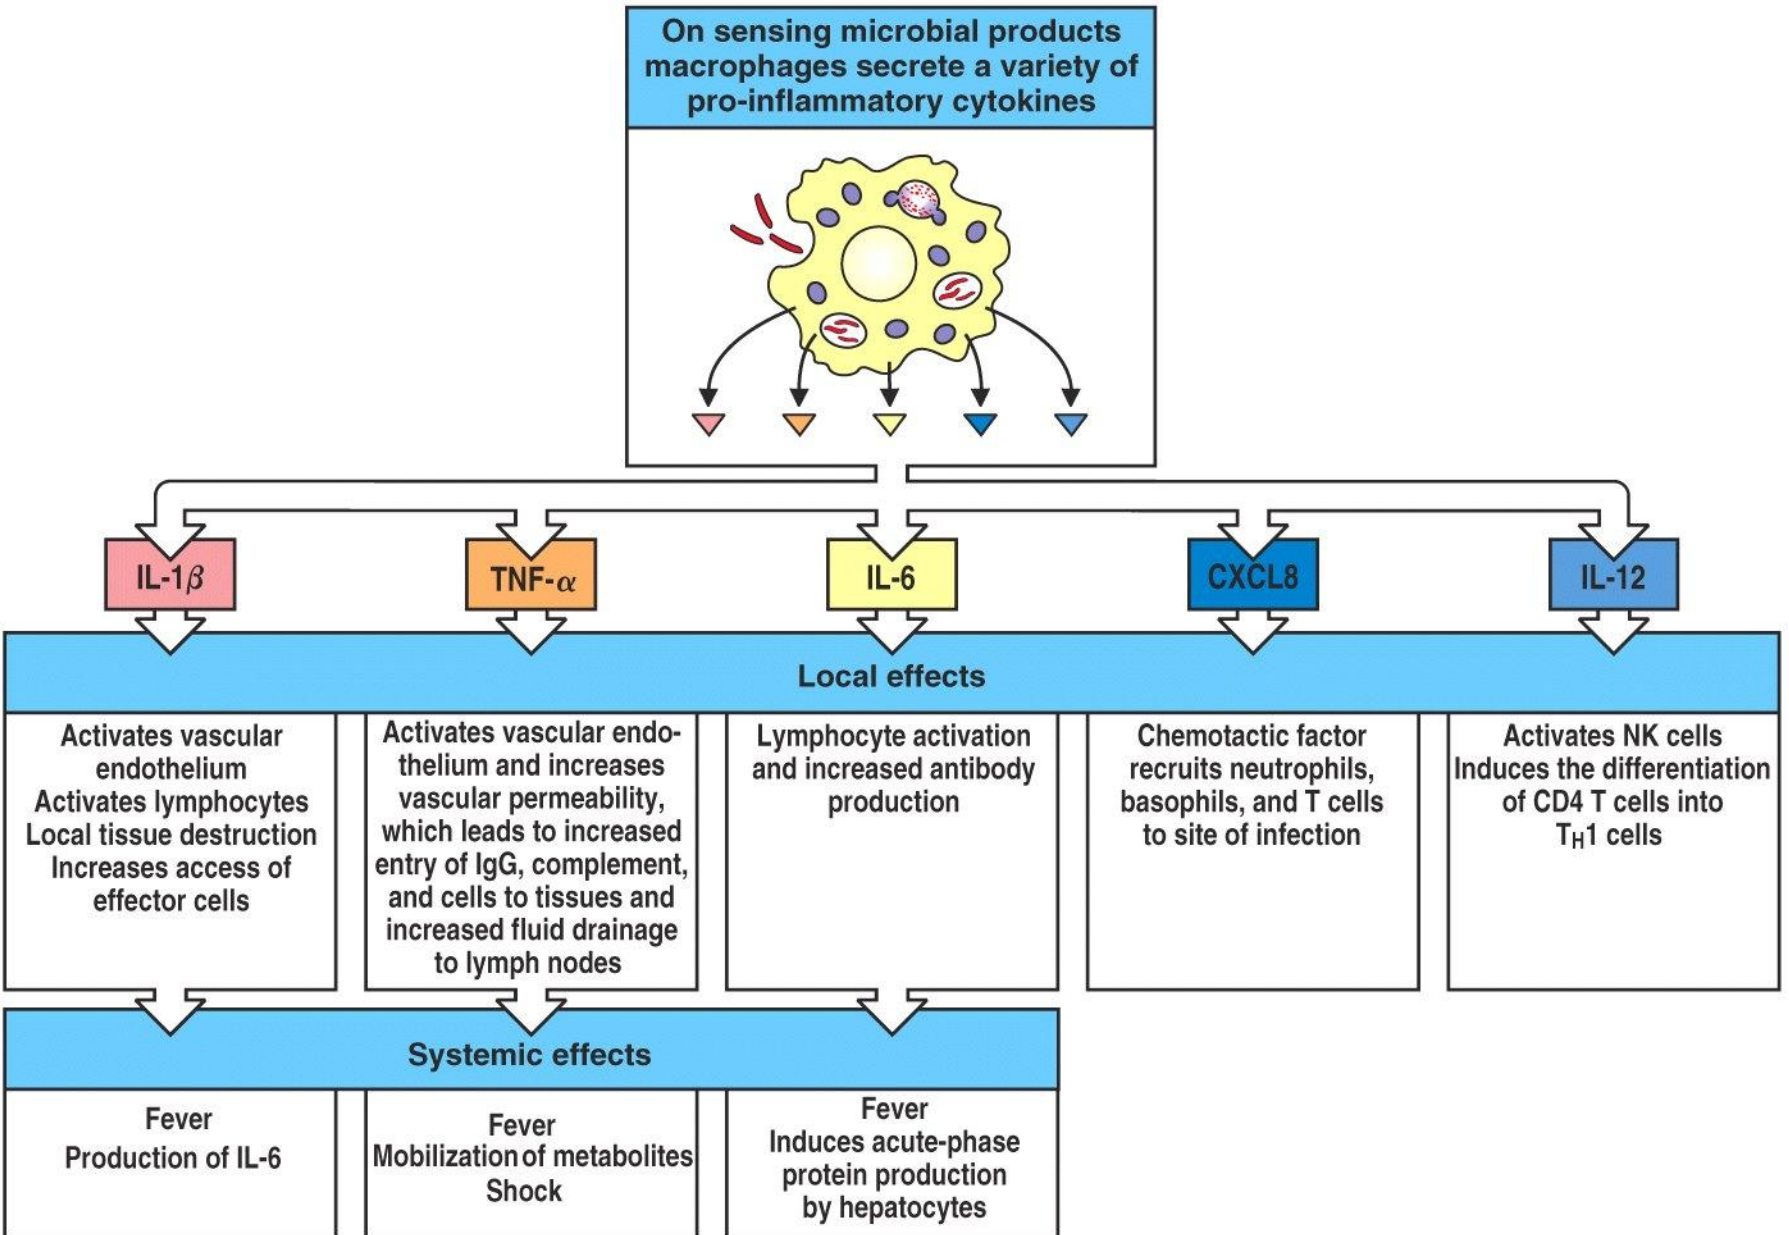 On sensing microbial products
macrophages secrete a variety of
pro-inflammatory cytokines
IL-1β
TNF-α
IL-6
CXCL8
IL-12
Local effects
Activates vascular
endothelium
Activates lymphocytes
Local tissue destruction
Increases access of
effector cells
Activates vascular endo-
thelium and increases
vascular permeability,
which leads to increased
entry of IgG, complement,
and cells to tissues and
increased fluid drainage
to lymph nodes
Lymphocyte activation
and increased antibody
production
Chemotactic factor
recruits neutrophils,
basophils, and T cells
to site of infection
Activates NK cells
Induces the differentiation
of CD4 T cells into
TH1 cells
Systemic effects
Fever
Production of IL-6
Fever
Mobilization of metabolites
Shock
Fever
Induces acute-phase
protein production
by hepatocytes